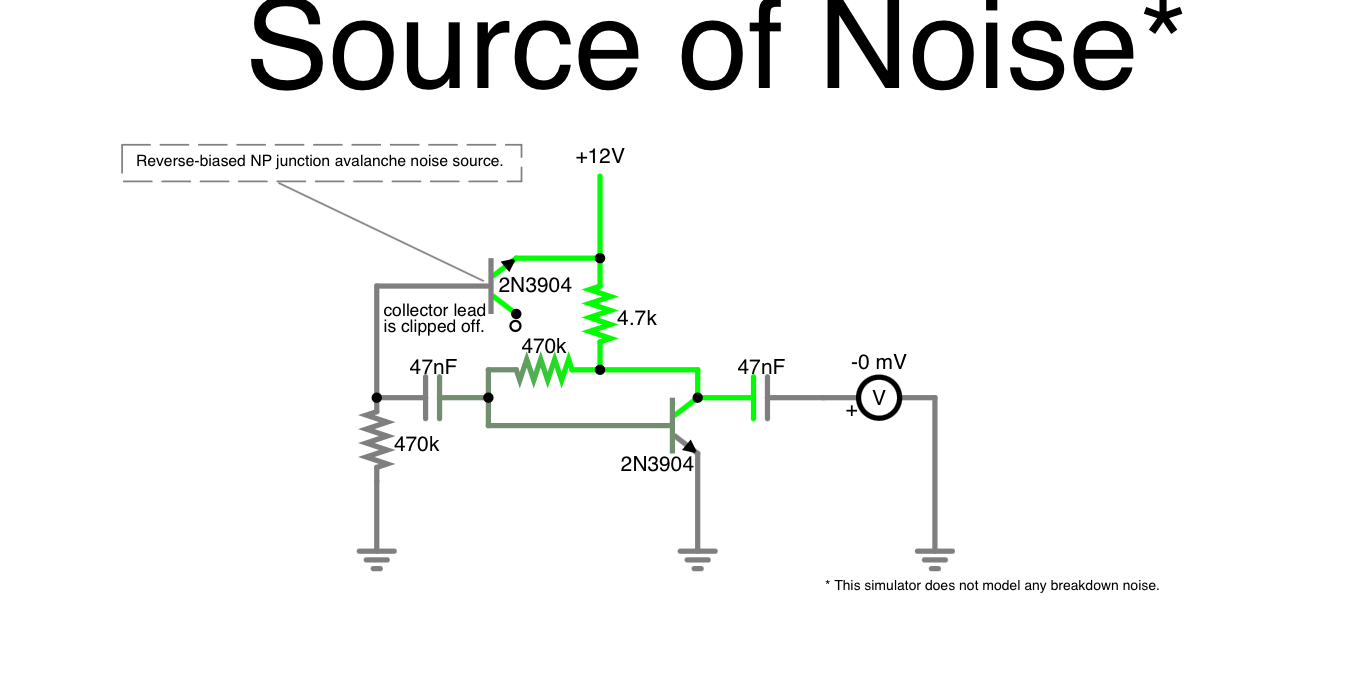 Source of Noise*
Reverse-biased NP junction avalanche noise source.
+12V
2N3904
collector lead
is clipped off.
4.7k
470k
47nF
47nF
-0 mV
V
+
470k
2N3904
* This simulator does not model any breakdown noise.